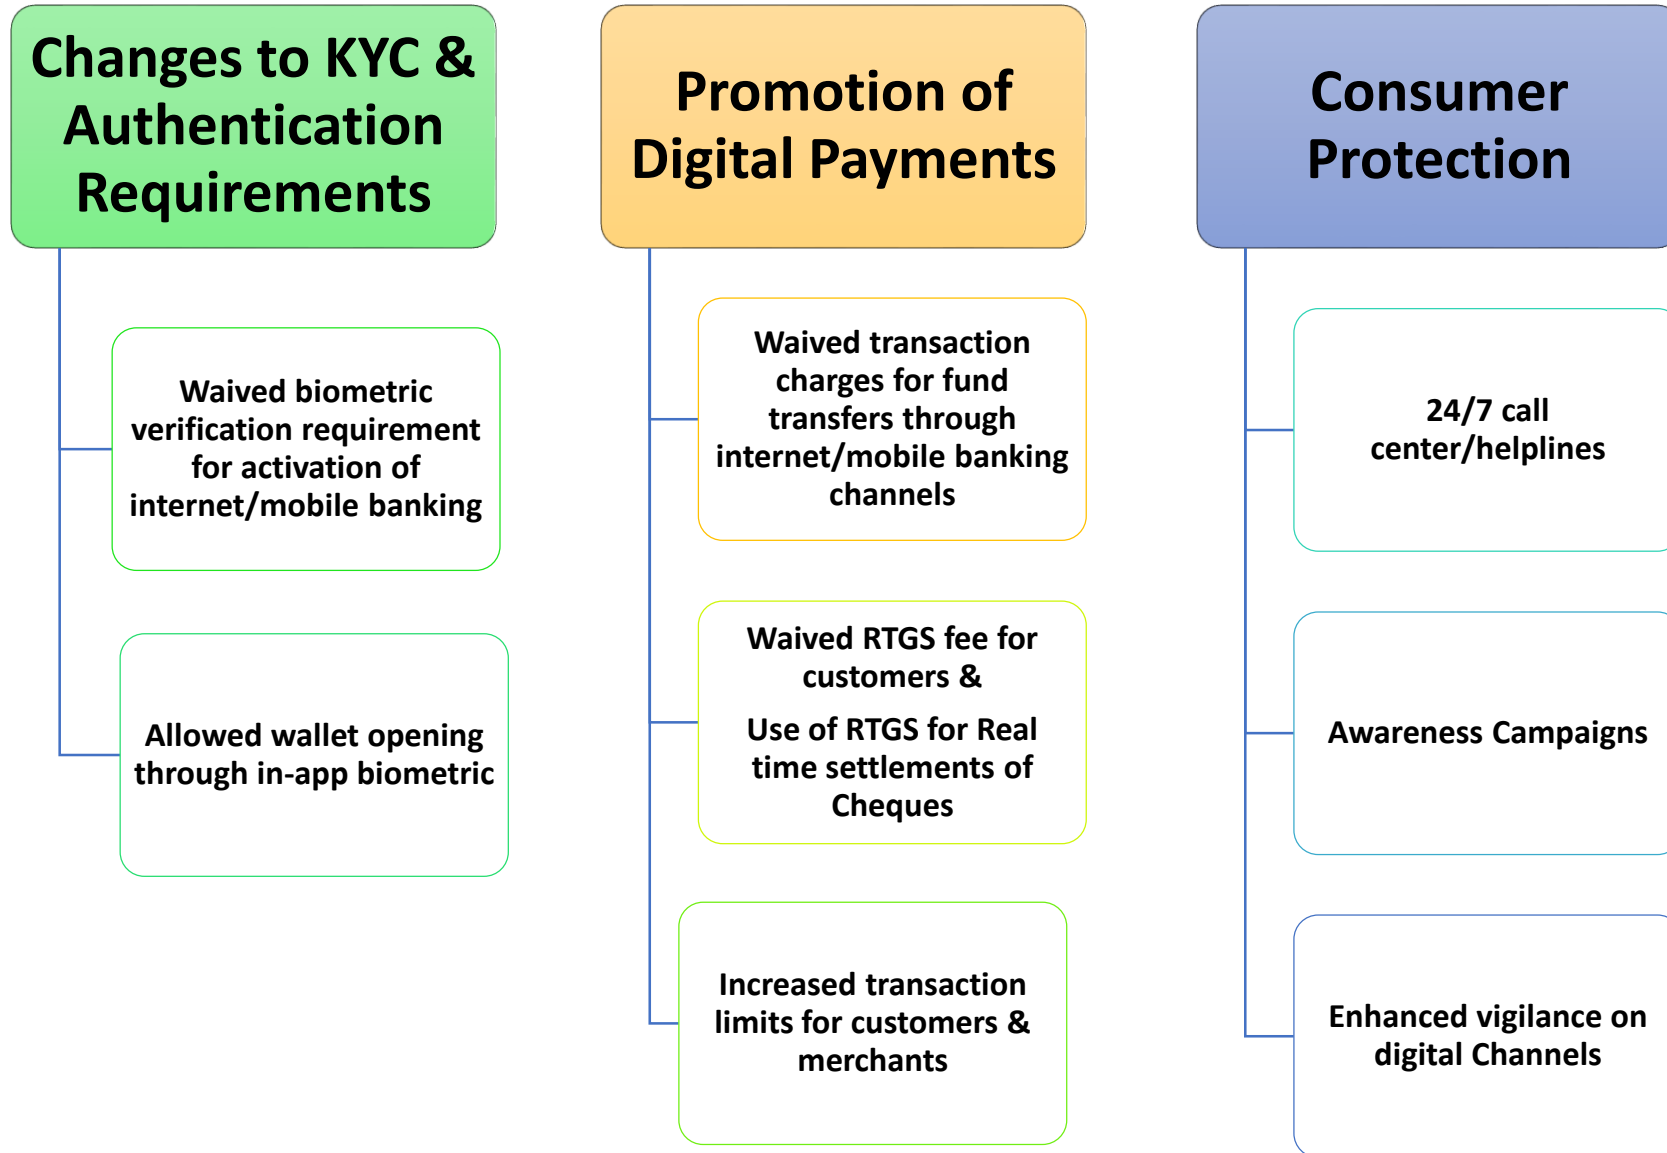 Changes to KYC &
Authentication
Requirements
Waived biometric
verification requirement
for activation of
internet/mobile banking
Allowed wallet opening
through in-app biometric
Promotion of
Digital Payments
Waived transaction
charges for fund
transfers through
internet/mobile banking
channels
Waived RTGS fee for
customers &
Use of RTGS for Real
time settlements of
Cheques
Increased transaction
limits for customers &
merchants
Consumer
Protection
24/7 call
center/helplines
Awareness Campaigns
Enhanced vigilance on
digital Channels